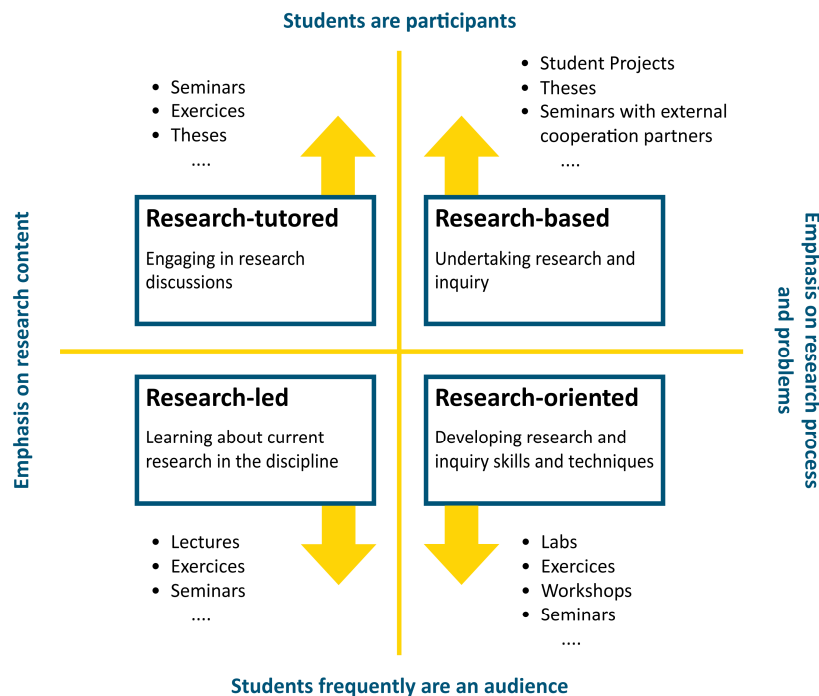 Students are participants
• Seminars
• Exercices
• Theses
....
• Student Projects
• Theses
• Seminars with external
cooperation partners
....
Emphasis on research content
Research-tutored
Engaging in research
discussions
Research-based
Undertaking research and
inquiry
Emphasis on research process
and problems
Research-led
Learning about current
research in the discipline
Research-oriented
Developing research and
inquiry skills and techniques
• Lectures
• Exercices
• Seminars
....
• Labs
• Exercices
• Workshops
• Seminars
....
Students frequently are an audience